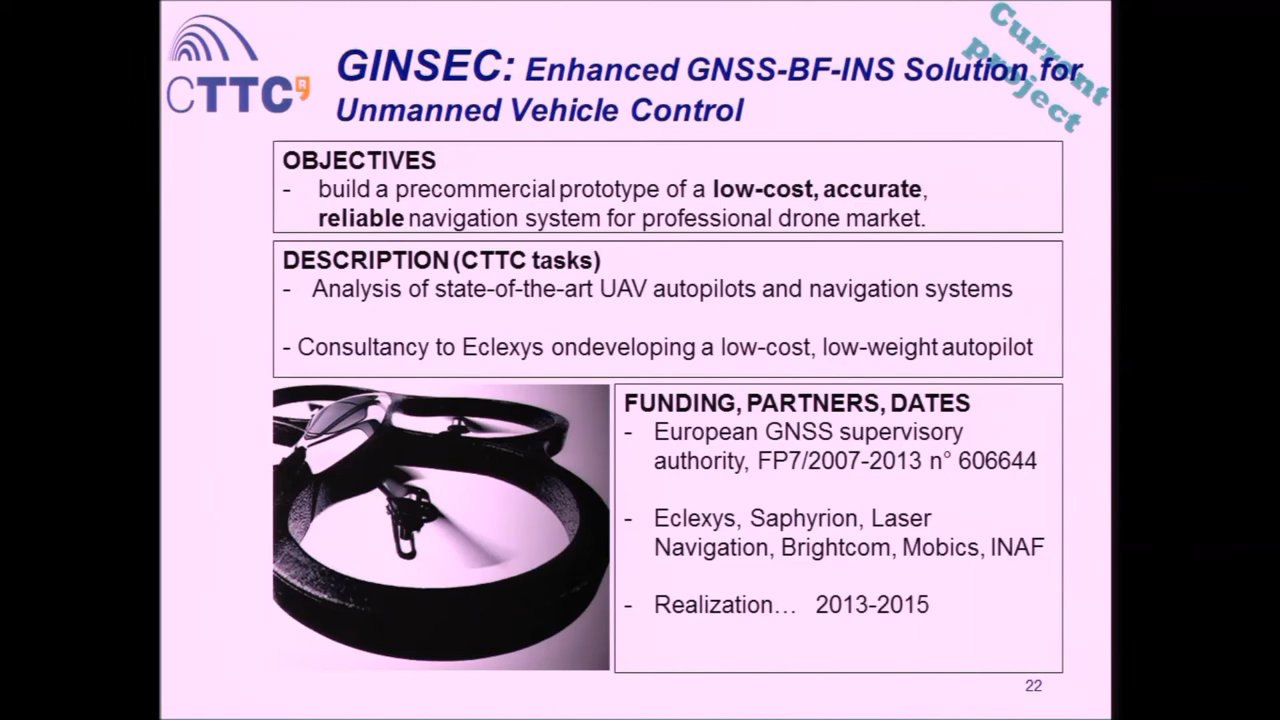 CTTC
Current
project
GINSEC: Enhanced GNSS-BF-INS Solution for
Unmanned Vehicle Control
OBJECTIVES
- build a precommercial prototype of a low-cost, accurate,
reliable navigation system for professional drone market.
DESCRIPTION (CTTC tasks)
- Analysis of state-of-the-art UAV autopilots and navigation systems
- Consultancy to Eclexys ondeveloping a low-cost, low-weight autopilot
FUNDING, PARTNERS, DATES
- European GNSS supervisory
authority, FP7/2007-2013 n° 606644
- Eclexys, Saphyrion, Laser
Navigation, Brightcom, Mobics, INAF
- Realization… 2013-2015
22